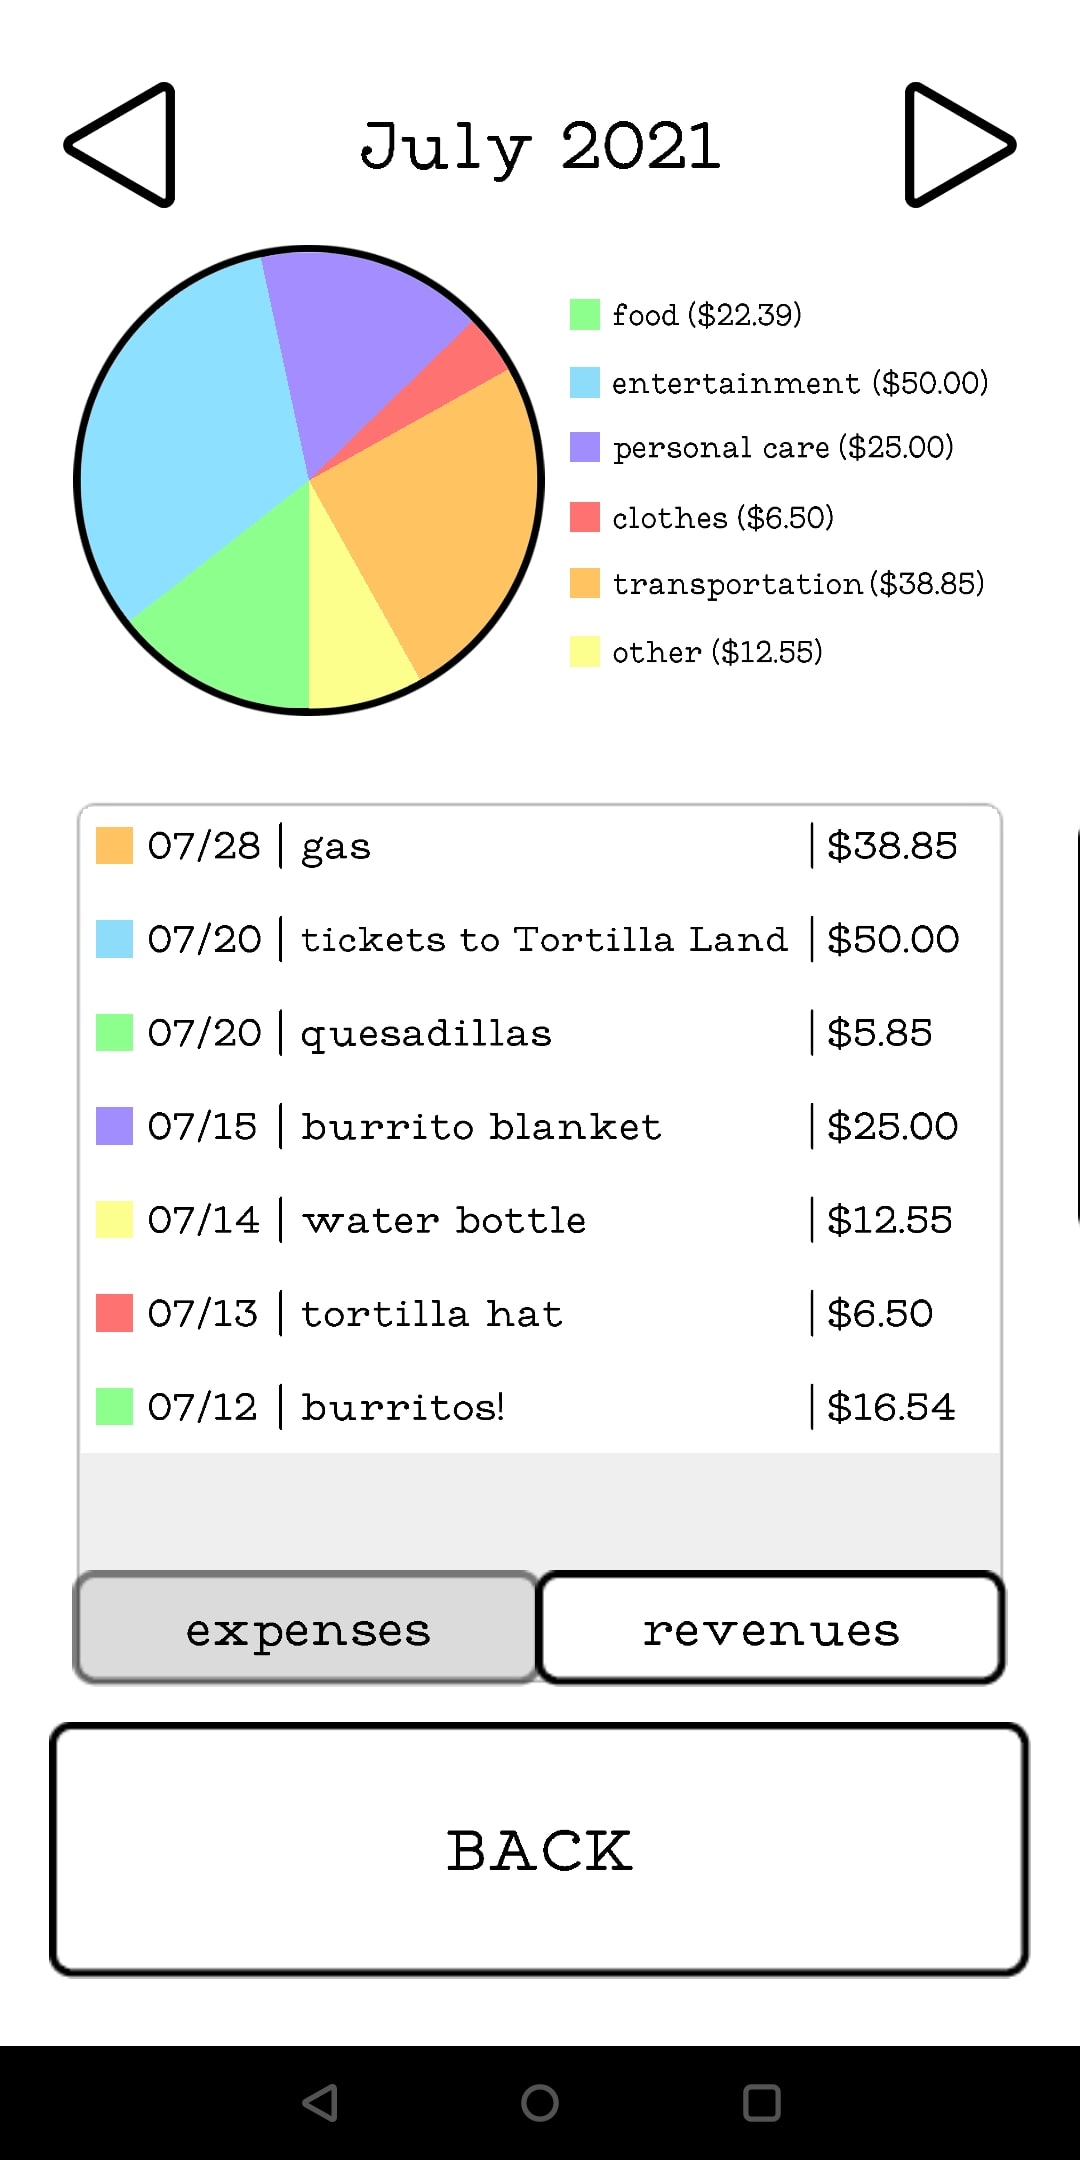 July 2021
food ($22.39)
entertainment ($50.00)
personal care ($25.00)
clothes ($6.50)
transportation ($38.85)
other ($12.55)
07/28 | gas | $38.85
07/20 | tickets to Tortilla Land | $50.00
07/20 | quesadillas | $5.85
07/15 | burrito blanket | $25.00
07/14 | water bottle | $12.55
07/13 | tortilla hat | $6.50
07/12 | burritos! | $16.54
expenses revenues
BACK